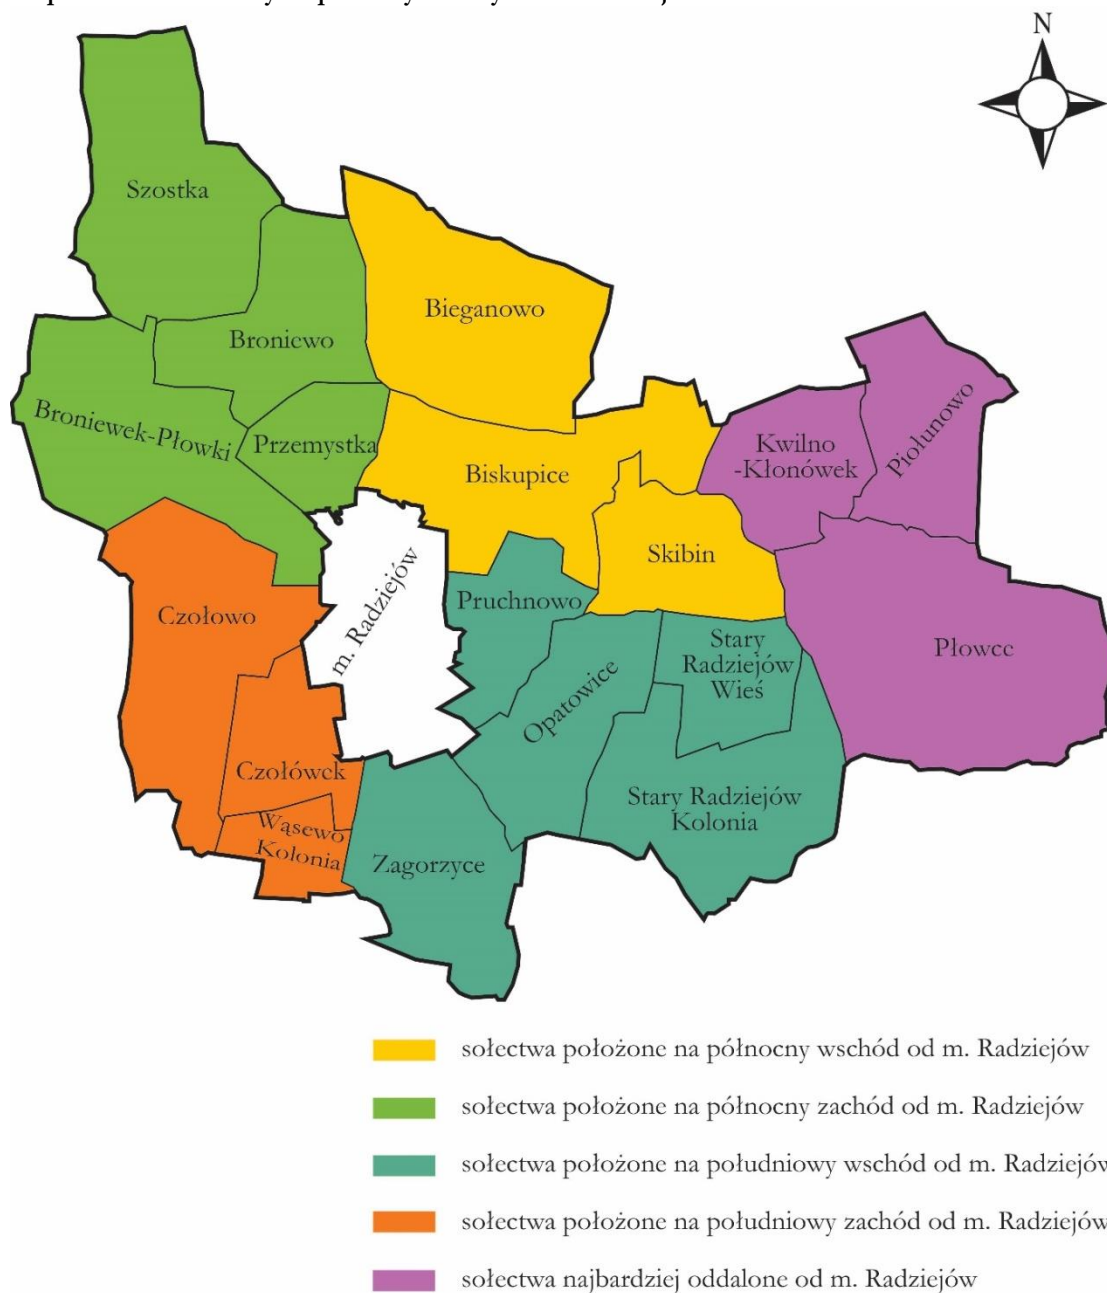 N
Szostka
Bieganowo
Broniewo
Broniewek-Płowki
Przemystka
Biskupice
Kwilno
-Kłonówek
Piołunowo
Skibin
m. Radziejów
Pruchnowo
Czołowo
Opatowice
Stary
Radziejów
Wieś
Płowce
Czołówek
Stary Radziejów
Kolonia
Wąsewo
Kolonia
Zagorzyce
sołectwa położone na północny wschód od m. Radziejów
sołectwa położone na północny zachód od m. Radziejów
sołectwa położone na południowy wschód od m. Radziejów
sołectwa położone na południowy zachód od m. Radziejów
sołectwa najbardziej oddalone od m. Radziejów